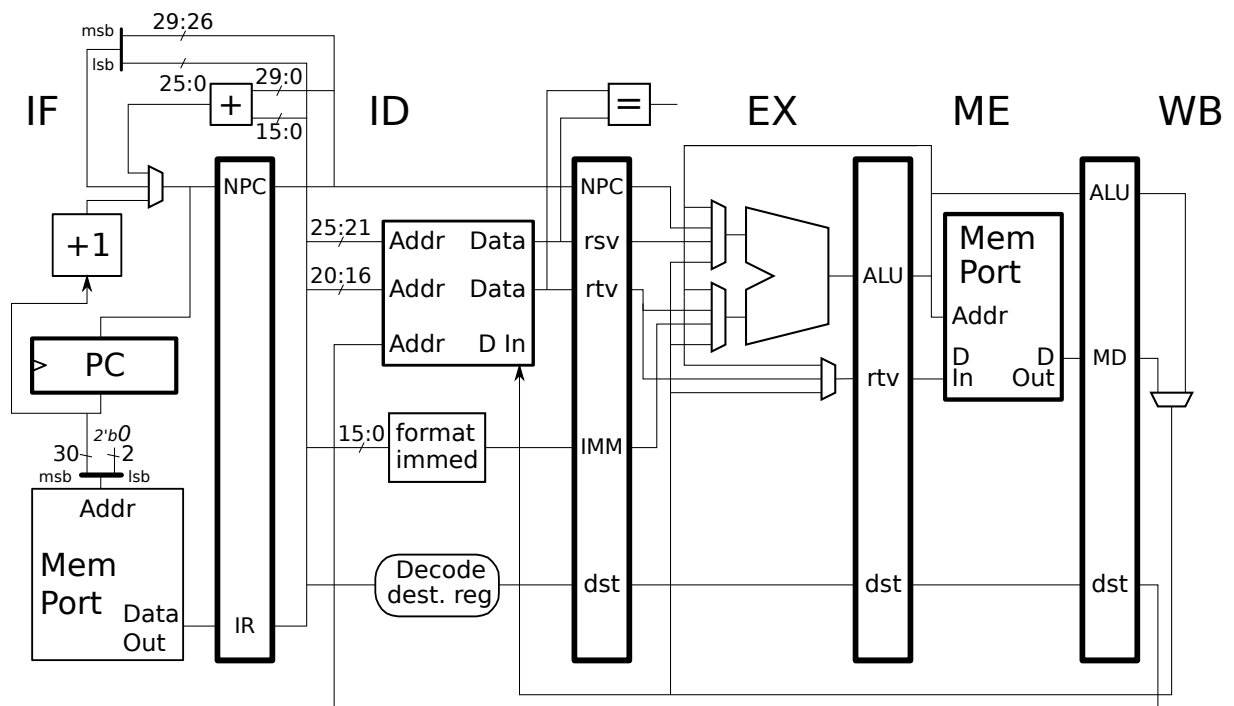 29:26
msb
lsb
25:0
29:0
+
15:0
=
IF
ID
EX
ME
WB
NPC
NPC
ALU
+1
25:21
Addr
Data
rsv
20:16
Addr
Data
rtv
Addr
D In
ALU
Mem
Port
Addr
D
In
D
Out
MD
PC
rtv
2'b0
30
2
msb
lsb
15:0
format
immed
IMM
Addr
Mem
Port
Data
Out
IR
Decode
dest. reg
dst
dst
dst